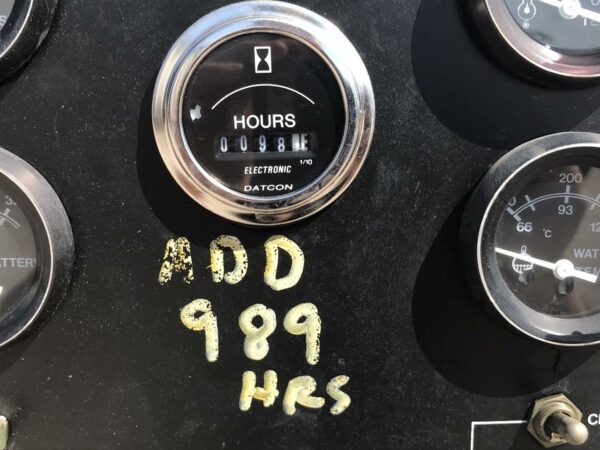 HOURS
0098
1/10
ELECTRONIC
DATCON
ADD
989
HRS
200
66
93
°C